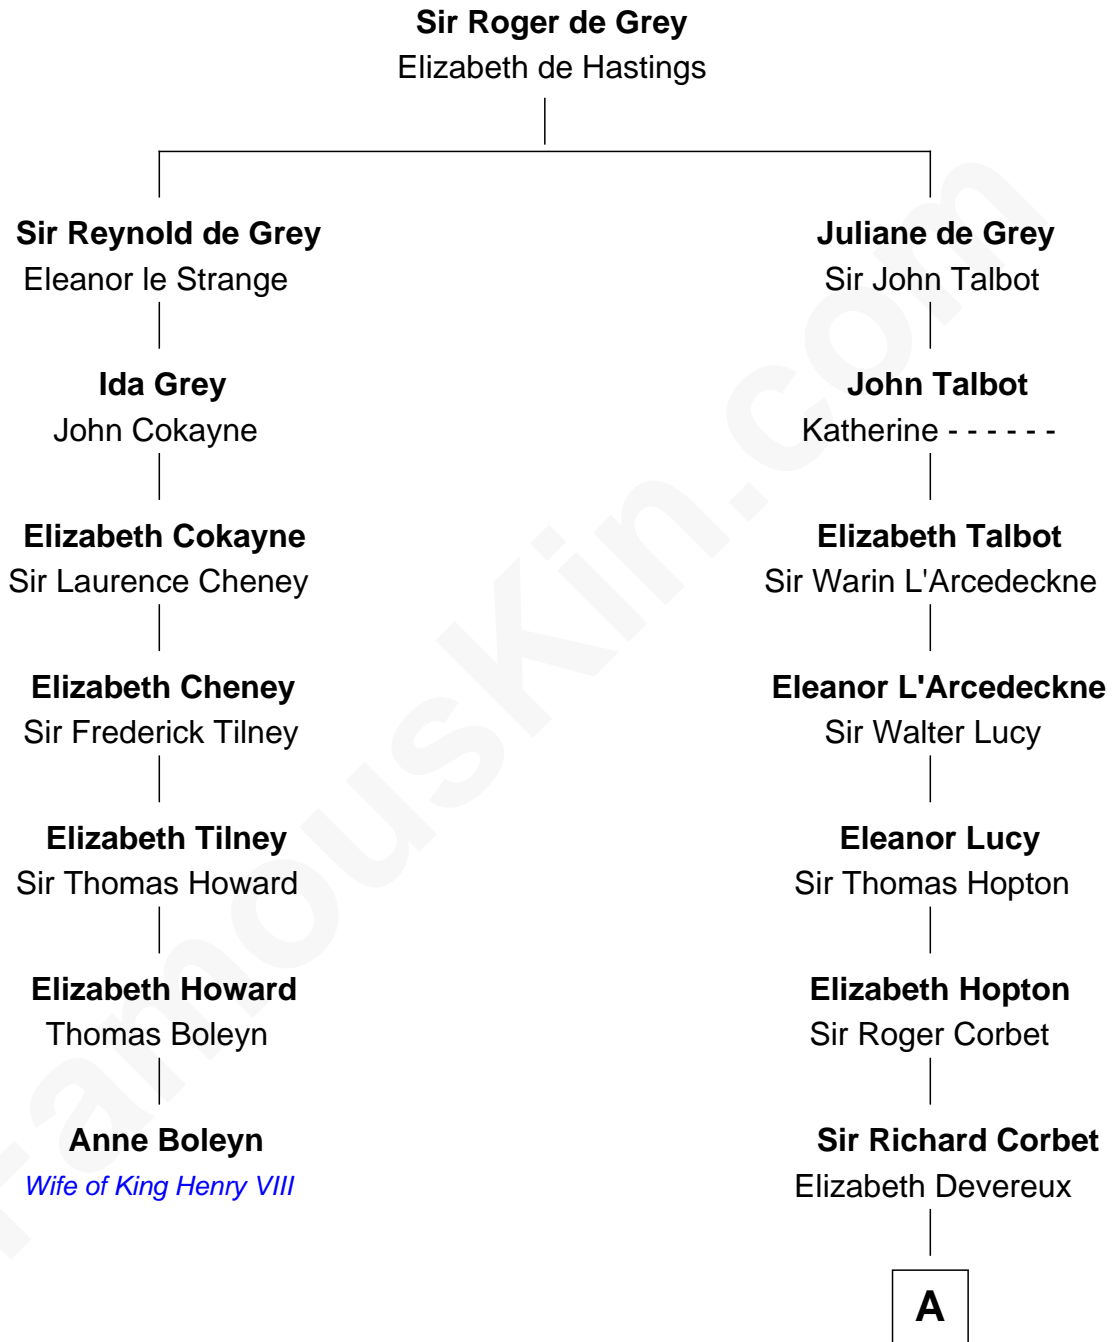 Sir Roger de Grey
Elizabeth de Hastings
Sir Reynold de Grey
Eleanor le Strange
Ida Grey
John Cokayne
Elizabeth Cokayne
Sir Laurence Cheney
Elizabeth Cheney
Sir Frederick Tilney
Elizabeth Tilney
Sir Thomas Howard
Elizabeth Howard
Thomas Boleyn
Anne Boleyn
Wife of King Henry VIII
Juliane de Grey
Sir John Talbot
John Talbot
Katherine - - - - - -
Elizabeth Talbot
Sir Warin L'Arcedeckne
Eleanor L'Arcedeckne
Sir Walter Lucy
Eleanor Lucy
Sir Thomas Hopton
Elizabeth Hopton
Sir Roger Corbet
Sir Richard Corbet
Elizabeth Devereux
A
FamousKin.com